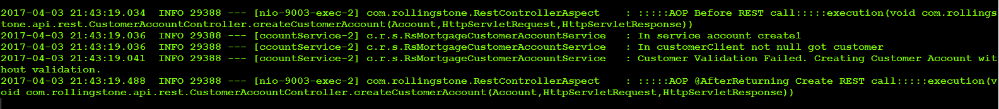 2017-04-03 21:43:19.034  INFO 29388 --- [nio-9003-exec-2] com.rollingstone.RestControllerAspect    : :::::AOP Before REST call:::::execution(void com.rollings
tone.api.rest.CustomerAccountController.createCustomerAccount(Account,HttpServletRequest,HttpServletResponse))
2017-04-03 21:43:19.036  INFO 29388 --- [ccountService-2] c.r.s.RsMortgageCustomerAccountService   : In service account create1
2017-04-03 21:43:19.036  INFO 29388 --- [ccountService-2] c.r.s.RsMortgageCustomerAccountService   : In customerClient not null got customer
2017-04-03 21:43:19.041  INFO 29388 --- [ccountService-2] c.r.s.RsMortgageCustomerAccountService   : Customer Validation Failed. Creating Customer Account wit
hout validation.
2017-04-03 21:43:19.488  INFO 29388 --- [nio-9003-exec-2] com.rollingstone.RestControllerAspect    : :::::AOP @AfterReturning Create REST call:::::execution(v
oid com.rollingstone.api.rest.CustomerAccountController.createCustomerAccount(Account,HttpServletRequest,HttpServletResponse))